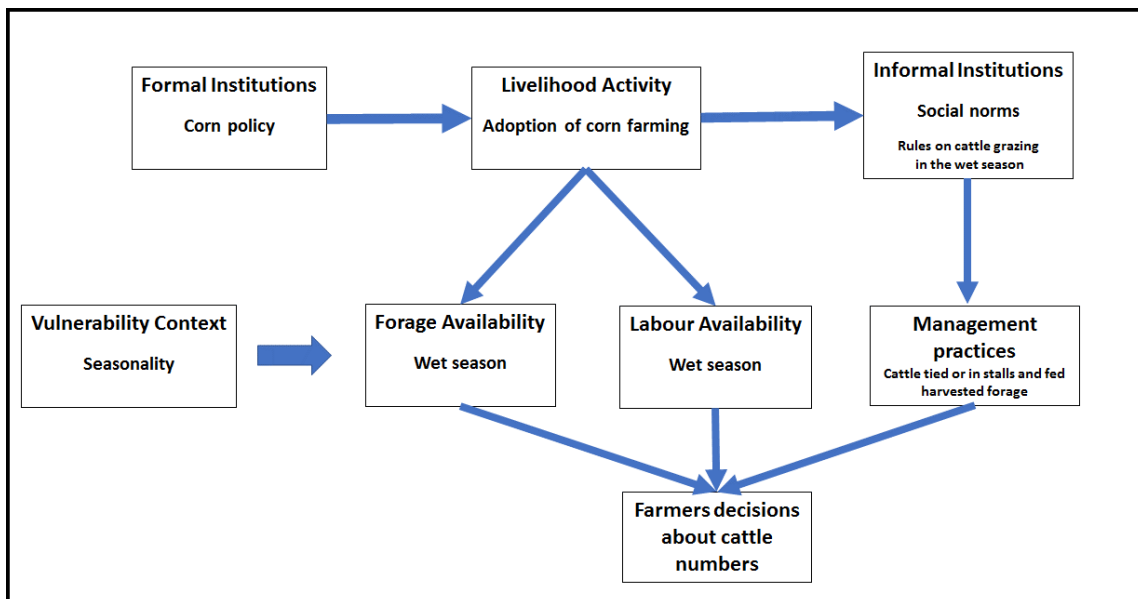 Formal Institutions
Corn policy
Livelihood Activity
Adoption of corn farming
Informal Institutions
Social norms
Rules on cattle grazing
in the wet season
Vulnerability Context
Seasonality
Forage Availability
Wet season
Labour Availability
Wet season
Management
practices
Cattle tied or in stalls and fed
harvested forage
Farmers decisions
about cattle
numbers